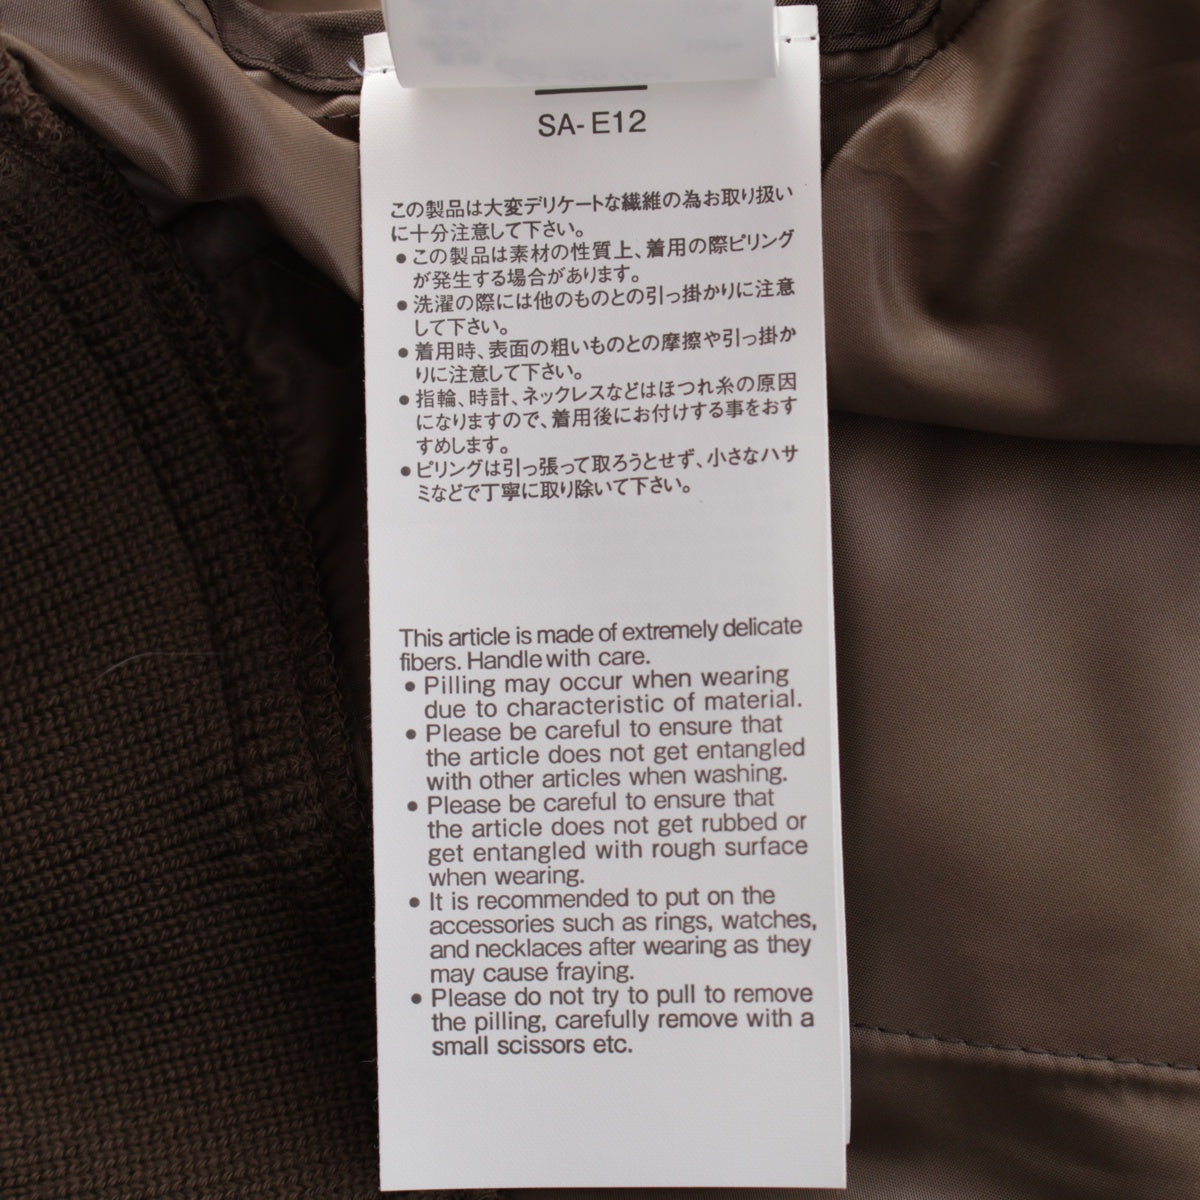 SA-E12
この製品は大変デリケートな繊維の為お取り扱い
に十分注意して下さい。
●この製品は素材の性質上、着用の際ピリング
が発生する場合があります。
●洗濯の際には他のものとの引っ掛かりに注意
して下さい。
●着用時、表面の粗いものとの摩擦や引っ掛か
りに注意して下さい。
●指輪、時計、ネックレスなどはほつれ糸の原因
になりますので、着用後にお付けする事をおす
すめします。
●ピリングは引っ張って取ろうとせず、小さなハサ
ミなどで丁寧に取り除いて下さい。
This article is made of extremely delicate
fibers. Handle with care.
● Pilling may occur when wearing
due to characteristic of material.
● Please be careful to ensure that
the article does not get entangled
with other articles when washing.
● Please be careful to ensure that
the article does not get rubbed or
get entangled with rough surface
when wearing.
● It is recommended to put on the
accessories such as rings, watches,
and necklaces after wearing as they
may cause fraying.
● Please do not try to pull to remove
the pilling, carefully remove with a
small scissors etc.